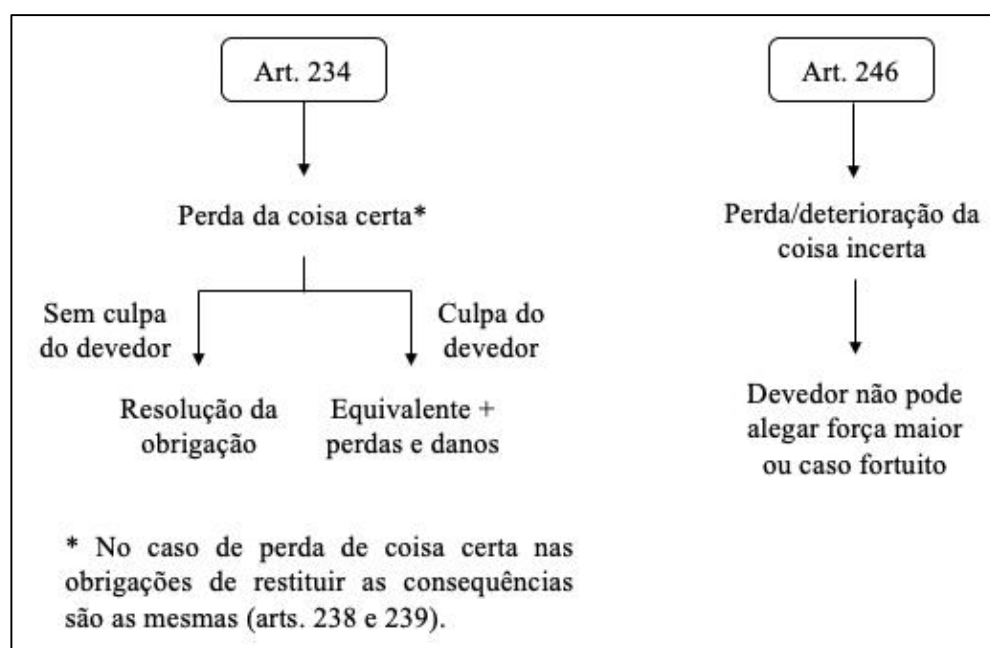 Art. 234
Perda da coisa certa*
Sem culpa
do devedor
Culpa do
devedor
Resolução da
obrigação
Equivalente +
perdas e danos
* No caso de perda de coisa certa nas
obrigações de restituir as consequências
são as mesmas (arts. 238 e 239).
Art. 246
Perda/deterioração da
coisa incerta
Devedor não pode
alegar força maior
ou caso fortuito